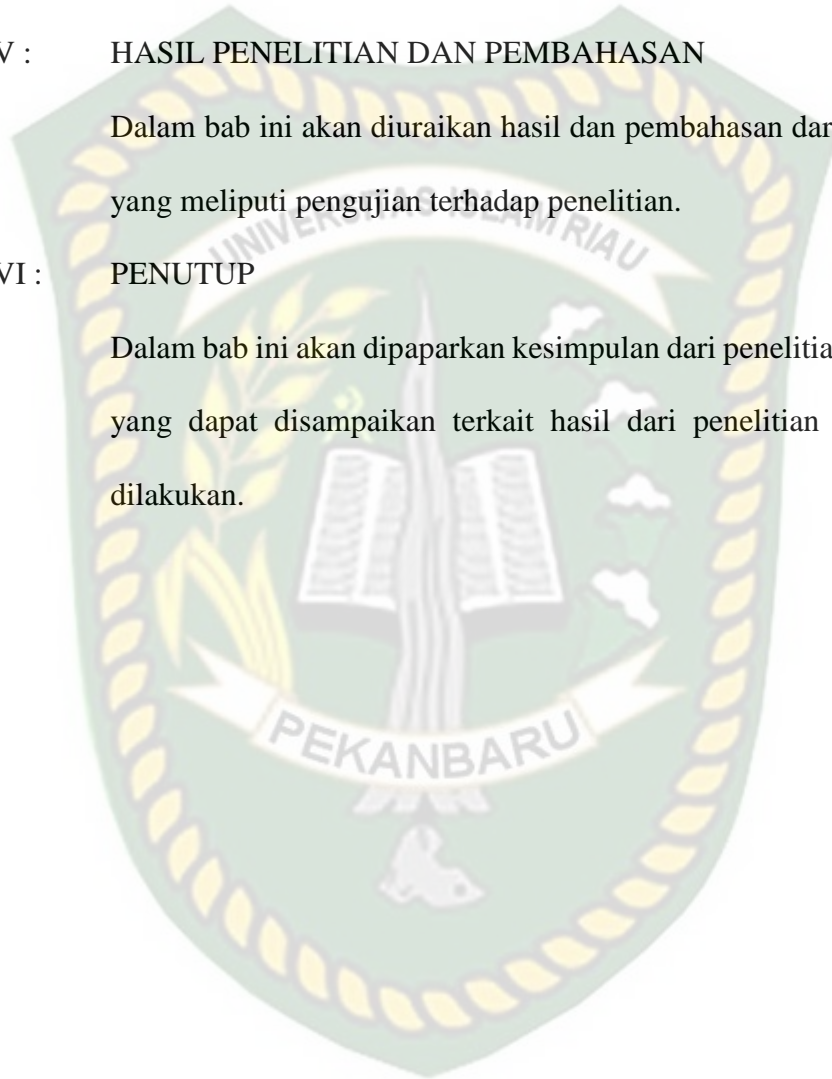 V : HASIL PENELITIAN DAN PEMBAHASAN
Dalam bab ini akan diuraikan hasil dan pembahasan dar
yang meliputi pengujian terhadap penelitian.
UNIVERSITAS ISLAM RIAU
VI : PENUTUP
Dalam bab ini akan dipaparkan kesimpulan dari penelitia
yang dapat disampaikan terkait hasil dari penelitian
dilakukan.
PEKANBARU